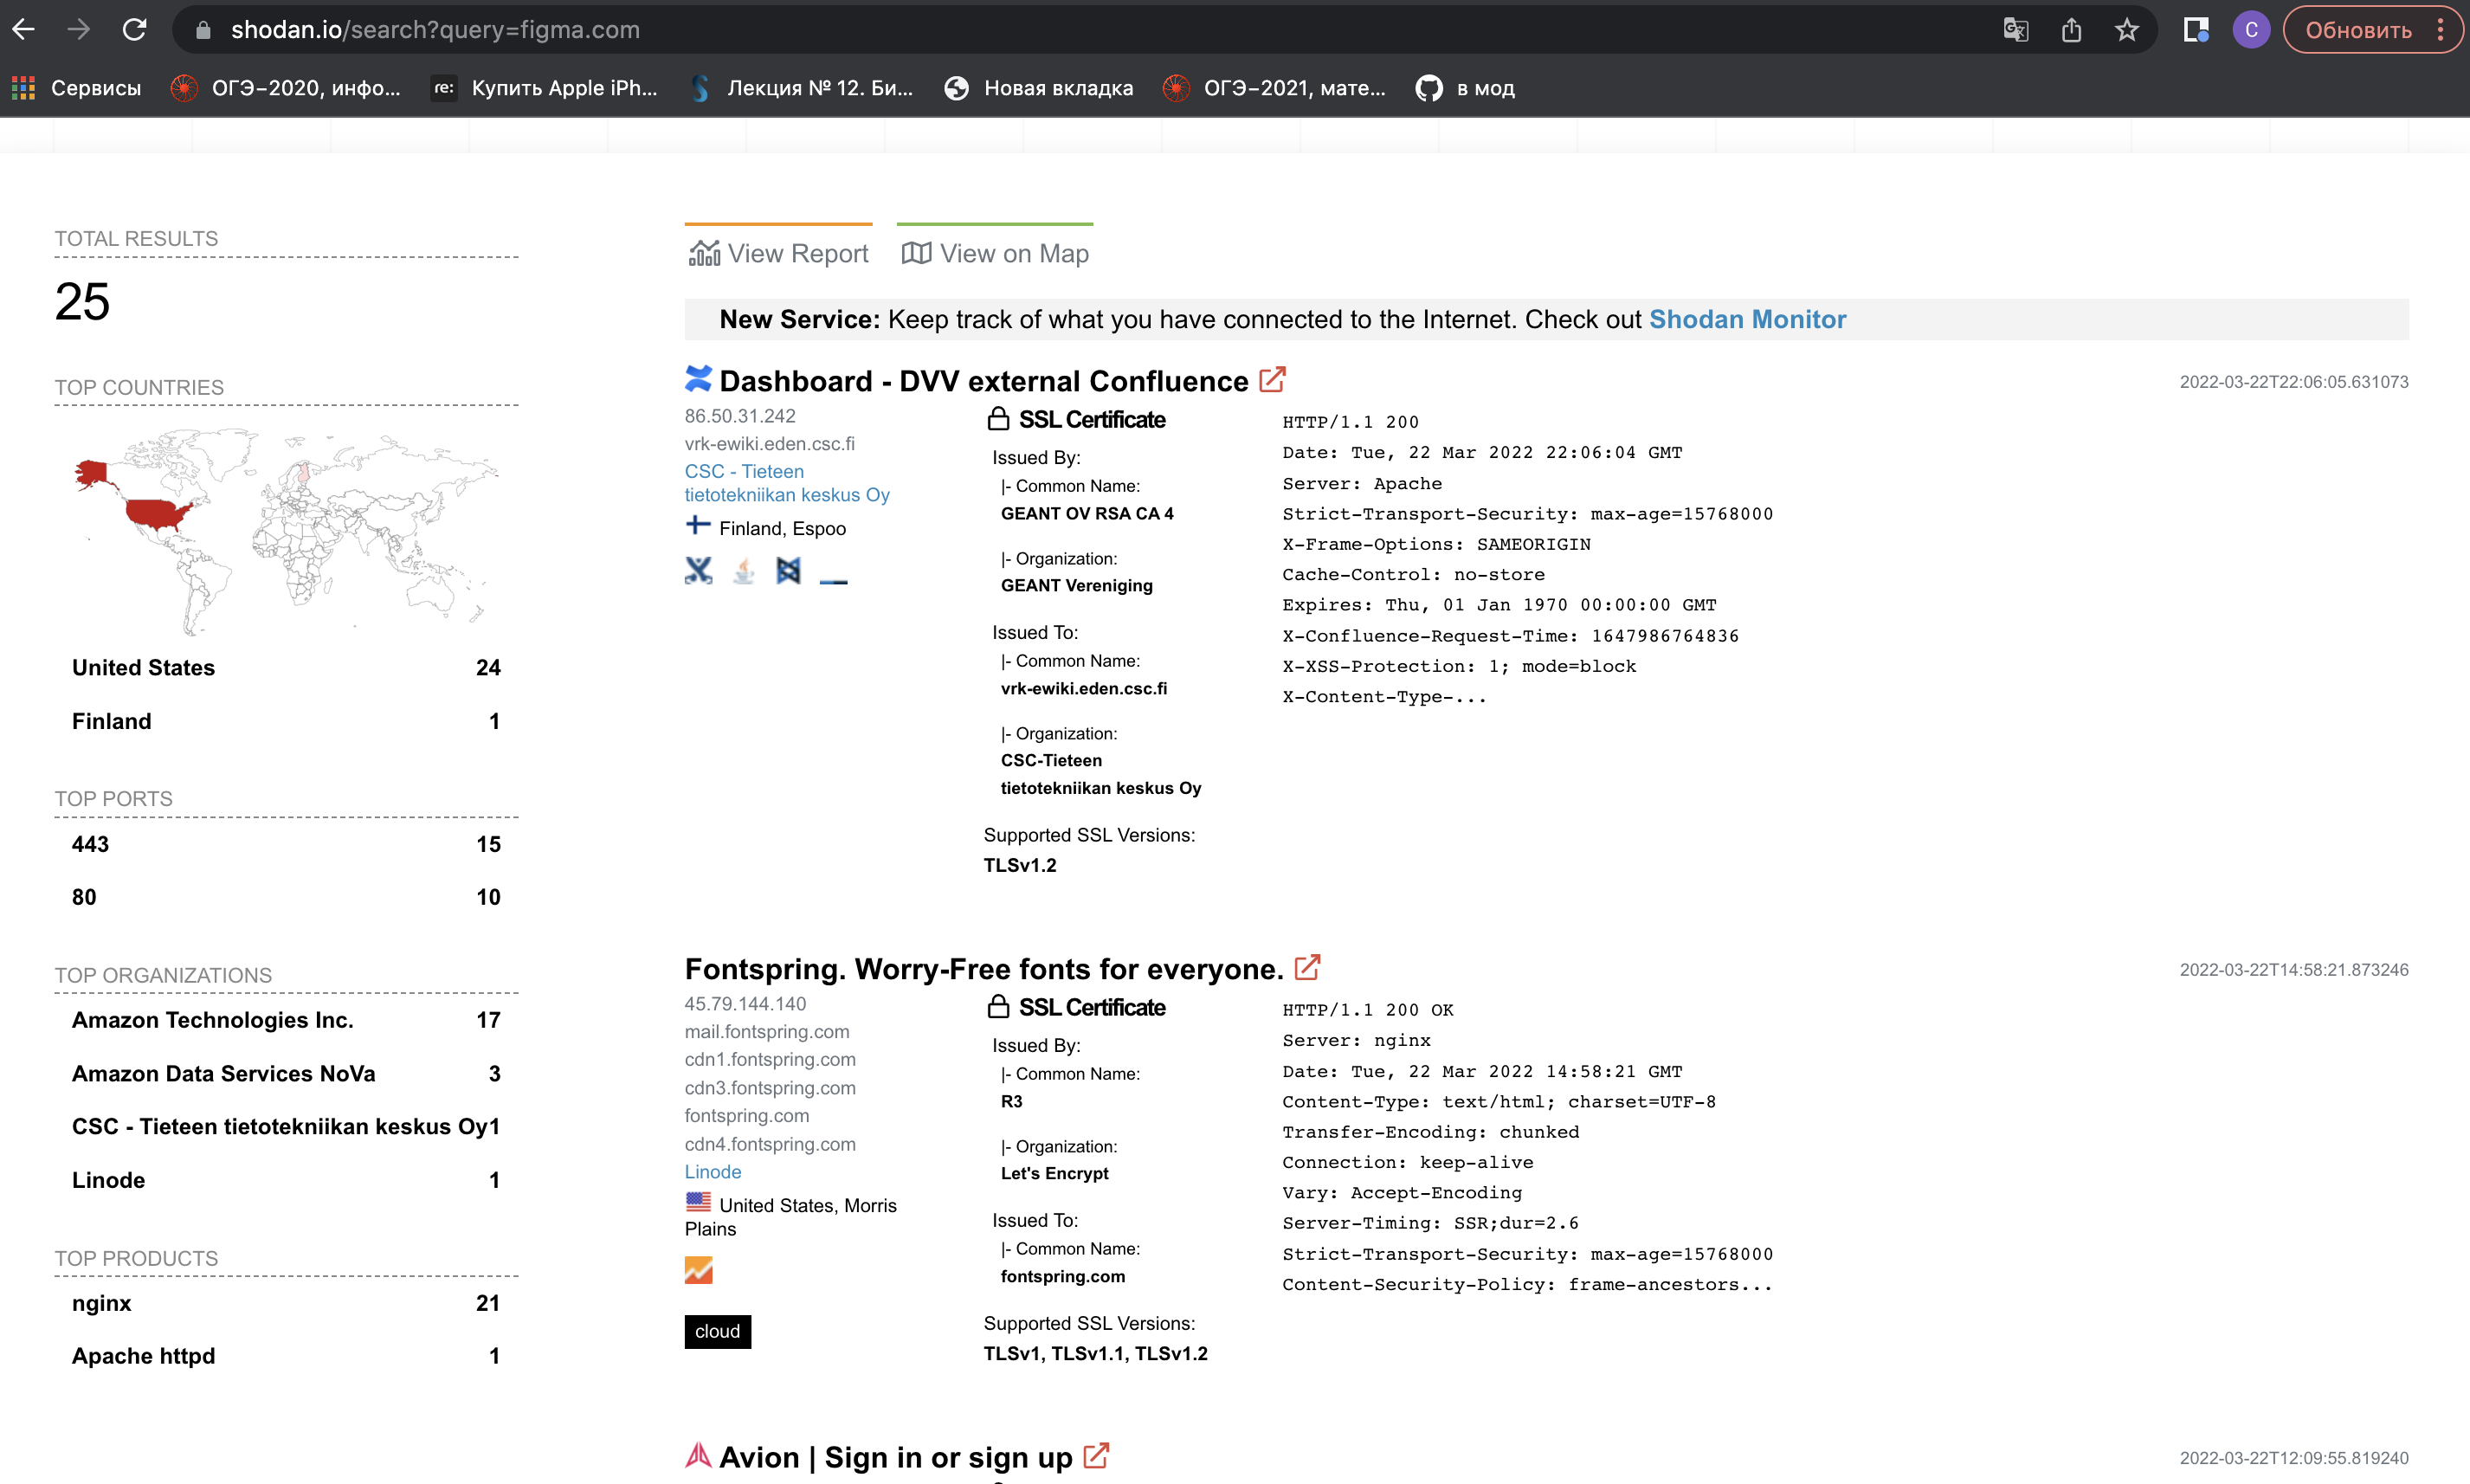 shodan.io/search?query=figma.com
C
Обновить
Сервисы
ОГЭ–2020, инфо...
re:
Купить Apple iPh...
Лекция № 12. Би...
Новая вкладка
ОГЭ–2021, мате...
в мод
TOTAL RESULTS
25
TOP COUNTRIES
United States 24
Finland 1
TOP PORTS
443 15
80 10
TOP ORGANIZATIONS
Amazon Technologies Inc. 17
Amazon Data Services NoVa 3
CSC - Tieteen tietotekniikan keskus Oy1
Linode 1
TOP PRODUCTS
nginx 21
Apache httpd 1
View Report
View on Map
New Service: Keep track of what you have connected to the Internet. Check out Shodan Monitor
Dashboard - DVV external Confluence
2022-03-22T22:06:05.631073
86.50.31.242
vrk-ewiki.eden.csc.fi
CSC - Tieteen
tietotekniikan keskus Oy
Finland, Espoo
SSL Certificate
Issued By:
|- Common Name:
GEANT OV RSA CA 4
|- Organization:
GEANT Vereniging
Issued To:
|- Common Name:
vrk-ewiki.eden.csc.fi
|- Organization:
CSC-Tieteen
tietotekniikan keskus Oy
Supported SSL Versions:
TLSv1.2
HTTP/1.1 200
Date: Tue, 22 Mar 2022 22:06:04 GMT
Server: Apache
Strict-Transport-Security: max-age=15768000
X-Frame-Options: SAMEORIGIN
Cache-Control: no-store
Expires: Thu, 01 Jan 1970 00:00:00 GMT
X-Confluence-Request-Time: 1647986764836
X-XSS-Protection: 1; mode=block
X-Content-Type-...
Fontspring. Worry-Free fonts for everyone.
2022-03-22T14:58:21.873246
45.79.144.140
mail.fontspring.com
cdn1.fontspring.com
cdn3.fontspring.com
fontspring.com
cdn4.fontspring.com
Linode
United States, Morris
Plains
cloud
SSL Certificate
Issued By:
|- Common Name:
R3
|- Organization:
Let's Encrypt
Issued To:
|- Common Name:
fontspring.com
Supported SSL Versions:
TLSv1, TLSv1.1, TLSv1.2
HTTP/1.1 200 OK
Server: nginx
Date: Tue, 22 Mar 2022 14:58:21 GMT
Content-Type: text/html; charset=UTF-8
Transfer-Encoding: chunked
Connection: keep-alive
Vary: Accept-Encoding
Server-Timing: SSR;dur=2.6
Strict-Transport-Security: max-age=15768000
Content-Security-Policy: frame-ancestors...
Avion | Sign in or sign up
2022-03-22T12:09:55.819240